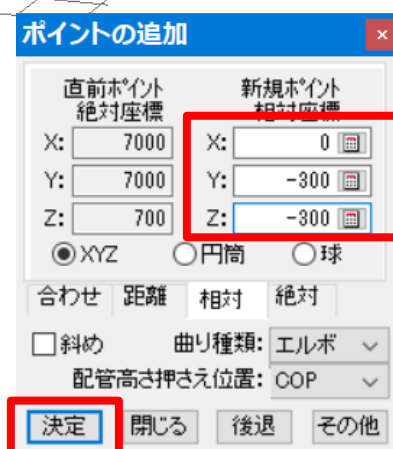 ポイントの追加
×
直前ポイント 新規ポイント
絶対座標 相対座標
X: 7000 X: 0
Y: 7000 Y: -300
Z: 700 Z: -300
XYZ 円筒 球
合わせ 距離 相対 絶対
斜め 曲り種類: エルボ
配管高さ押さえ位置: COP
決定 閉じる 後退 その他